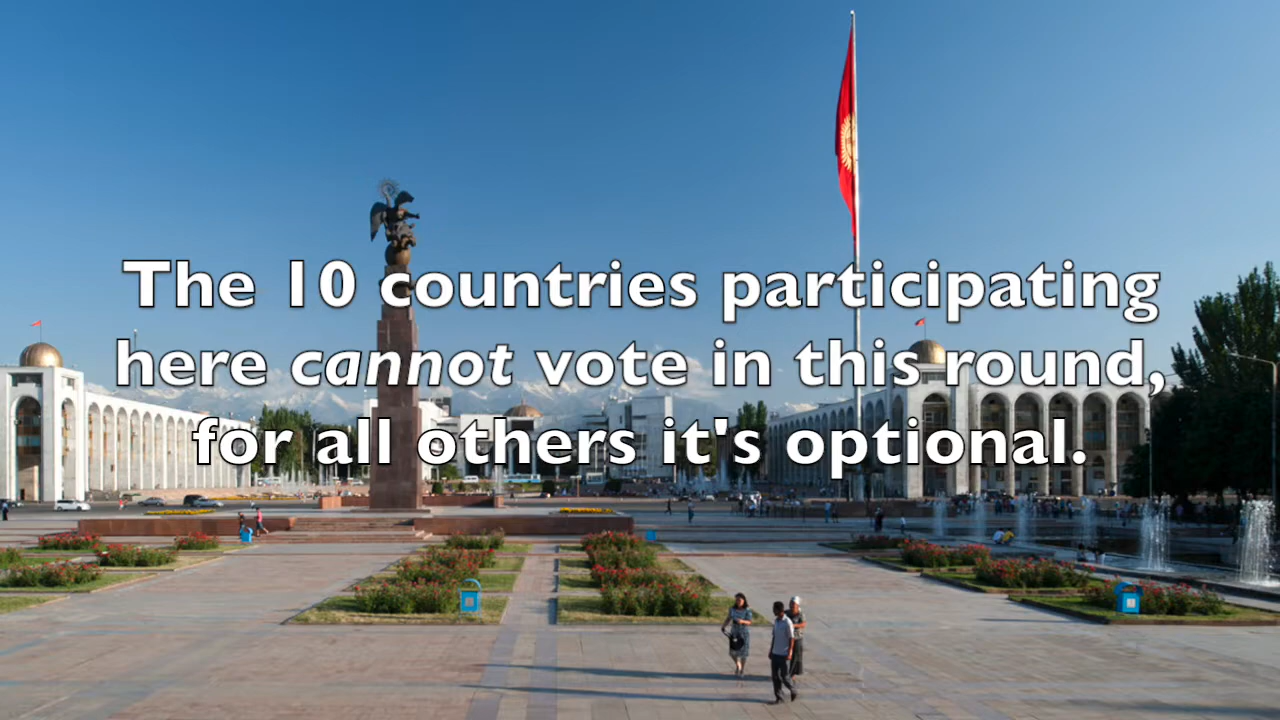 The 10 countries participating
here cannot vote in this round,
for all others it's optional.